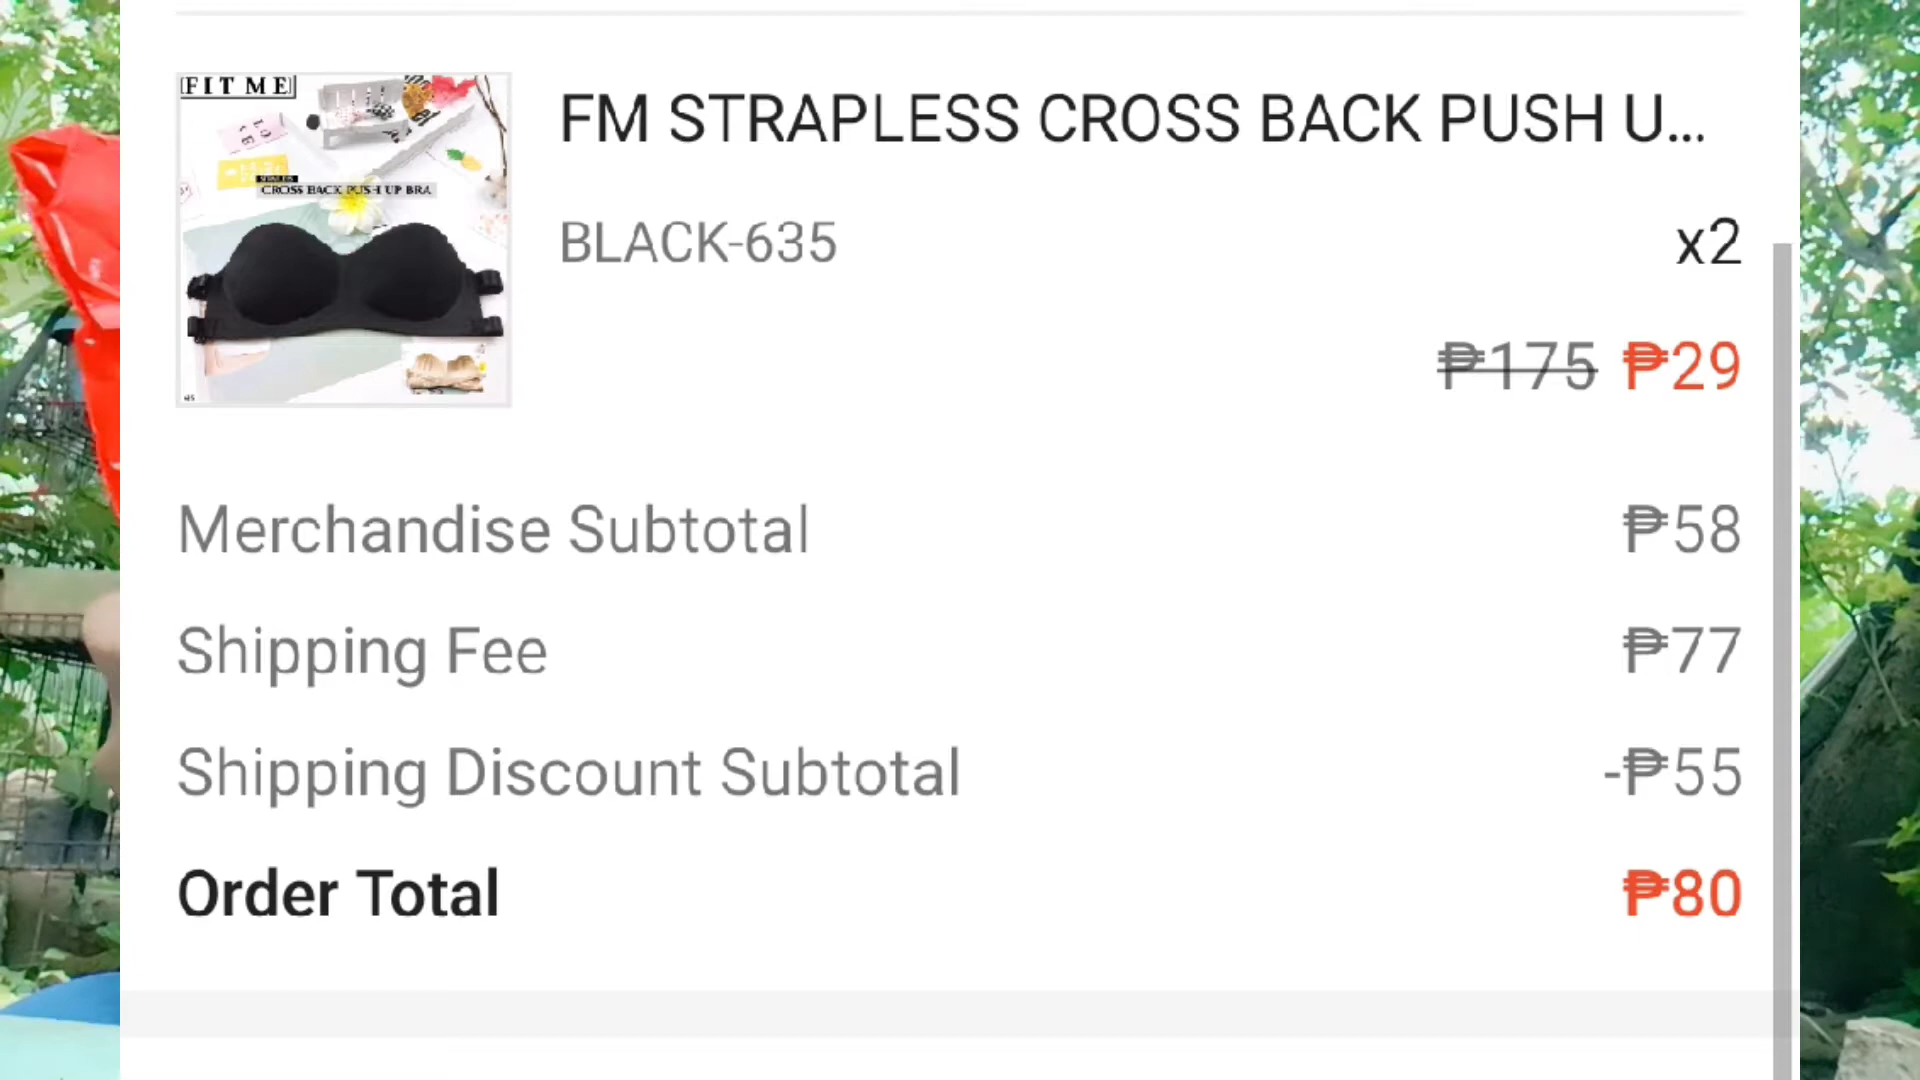 FIT ME
LOVE
CROSS BACK PUSH UP BRA
FM STRAPLESS CROSS BACK PUSH U...
BLACK-635
x2
₱175 ₱29
Merchandise Subtotal ₱58
Shipping Fee ₱77
Shipping Discount Subtotal -₱55
Order Total ₱80